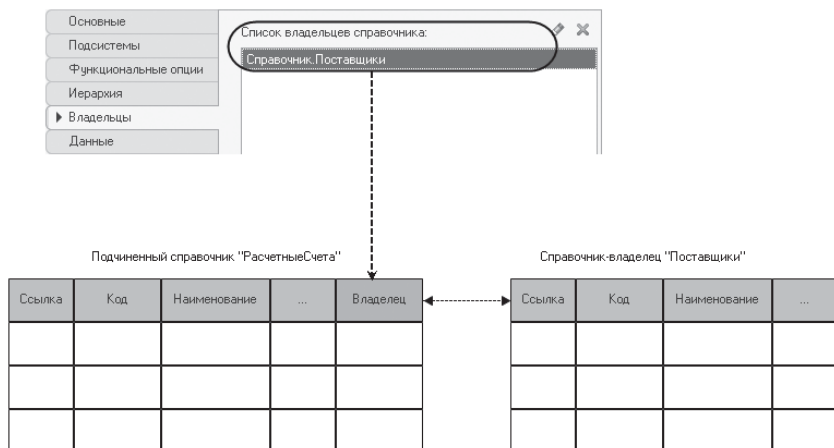 Основные
Подсистемы
Функциональные опции
Иерархия
Владельцы
Данные
Список владельцев справочника:
Справочник.Поставщики
Подчиненный справочник "РасчетныеСчета"
Ссылка Код Наименование ... Владелец
Справочник-владелец "Поставщики"
Ссылка Код Наименование ...